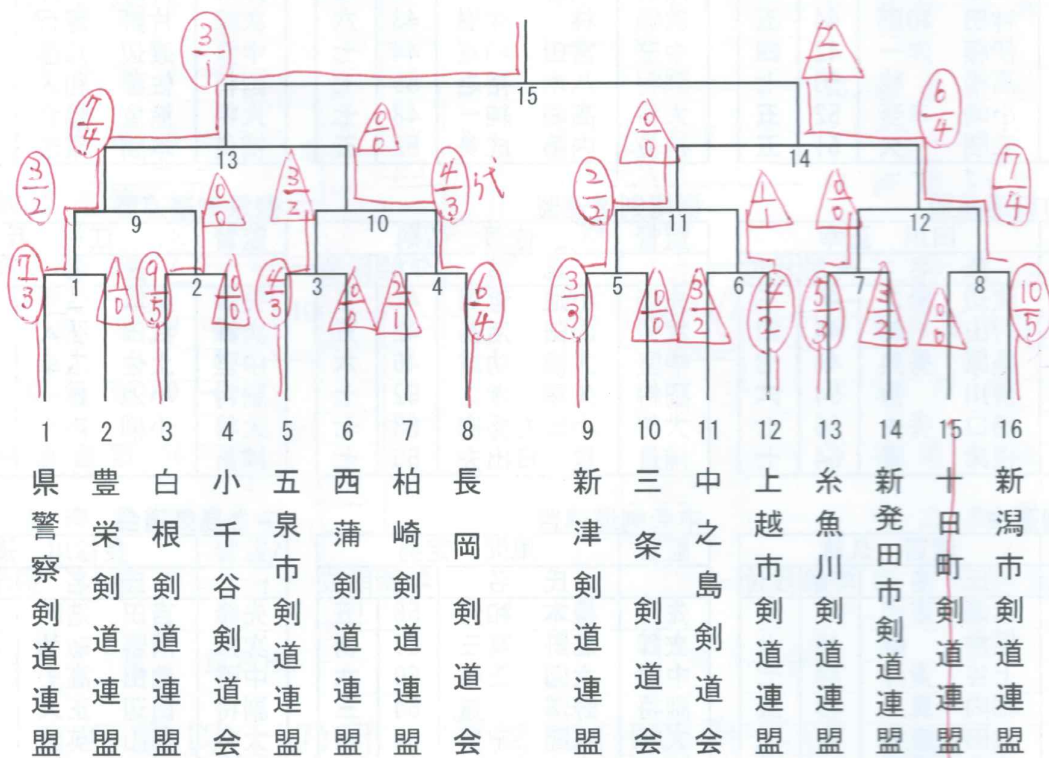 3/1 2/1
15
7/4 0/0 0/0 6/4
13 14
3/2 0/0 3/2 4/3 代 2/2 1/1 0/0 7/4
9 10 11 12
7/3 1 1/0 9/5 2 0/0 4/3 3 4 2/1 6/4 3/3 5 0/0 3/2 6 4/2 5/3 7 3/2 0/0 8 10/5
1 2 3 4 5 6 7 8 9 10 11 12 13 14 15 16
県警察剣道連盟
豊栄剣道連盟
白根剣道連盟
小千谷剣道会
五泉市剣道連盟
西蒲剣道連盟
柏崎剣道連盟
長岡剣道会
新津剣道連盟
三条剣道会
中之島剣道会
上越市剣道連盟
糸魚川剣道連盟
新発田市剣道連盟
十日町剣道連盟
新潟市剣道連盟